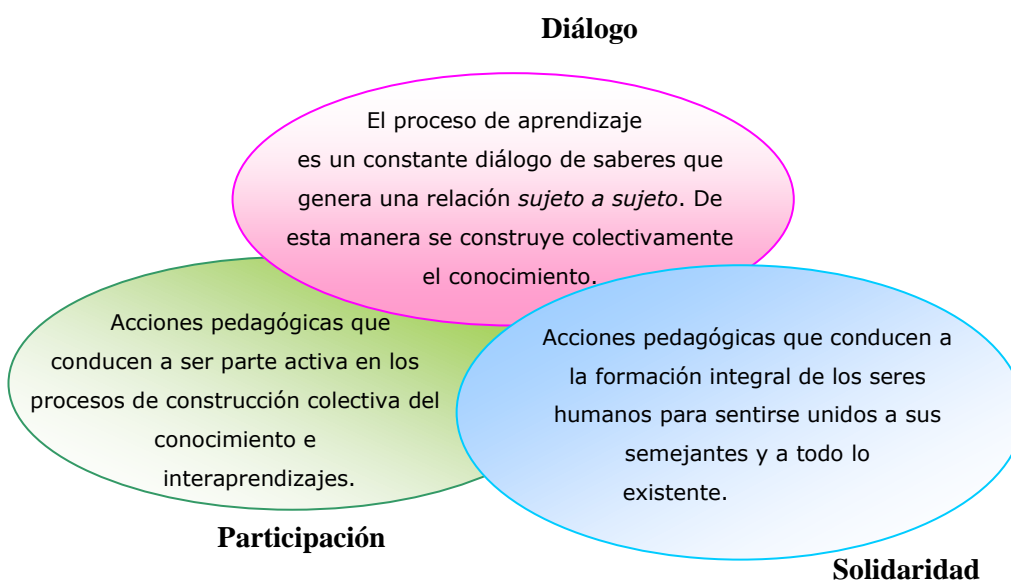 Diálogo
El proceso de aprendizaje
es un constante diálogo de saberes que
genera una relación sujeto a sujeto. De
esta manera se construye colectivamente
el conocimiento.
Acciones pedagógicas que
conducen a ser parte activa en los
procesos de construcción colectiva del
conocimiento e
interaprendizajes.
Participación
Acciones pedagógicas que conducen a
la formación integral de los seres
humanos para sentirse unidos a sus
semejantes y a todo lo
existente.
Solidaridad